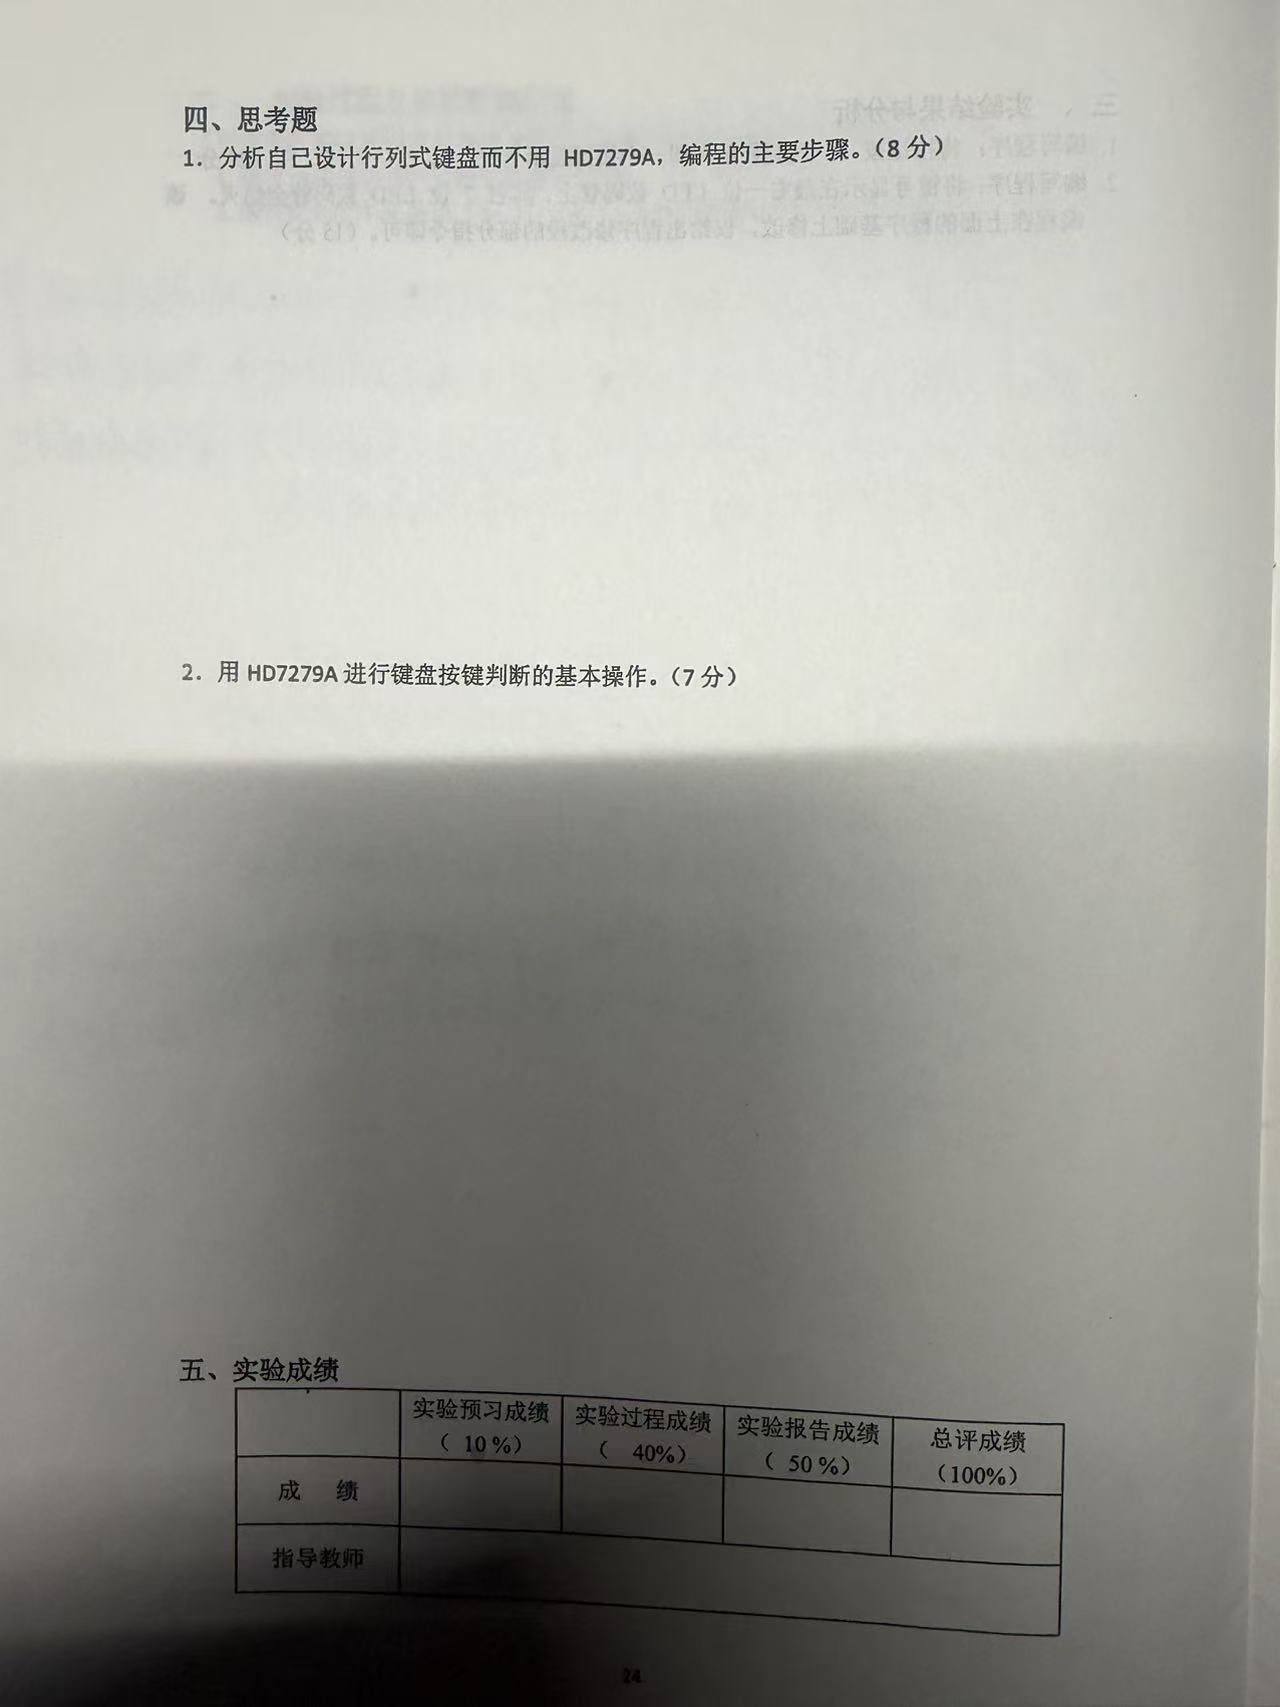 四、思考题
1. 分析自己设计行列式键盘而不用 HD7279A，编程的主要步骤。（8 分）
2. 用 HD7279A 进行键盘按键判断的基本操作。（7 分）
五、实验成绩
实验预习成绩 实验过程成绩 实验报告成绩 总评成绩
（ 10 %） （ 40%） （ 50 %） （100%）
成 绩
指导教师
24